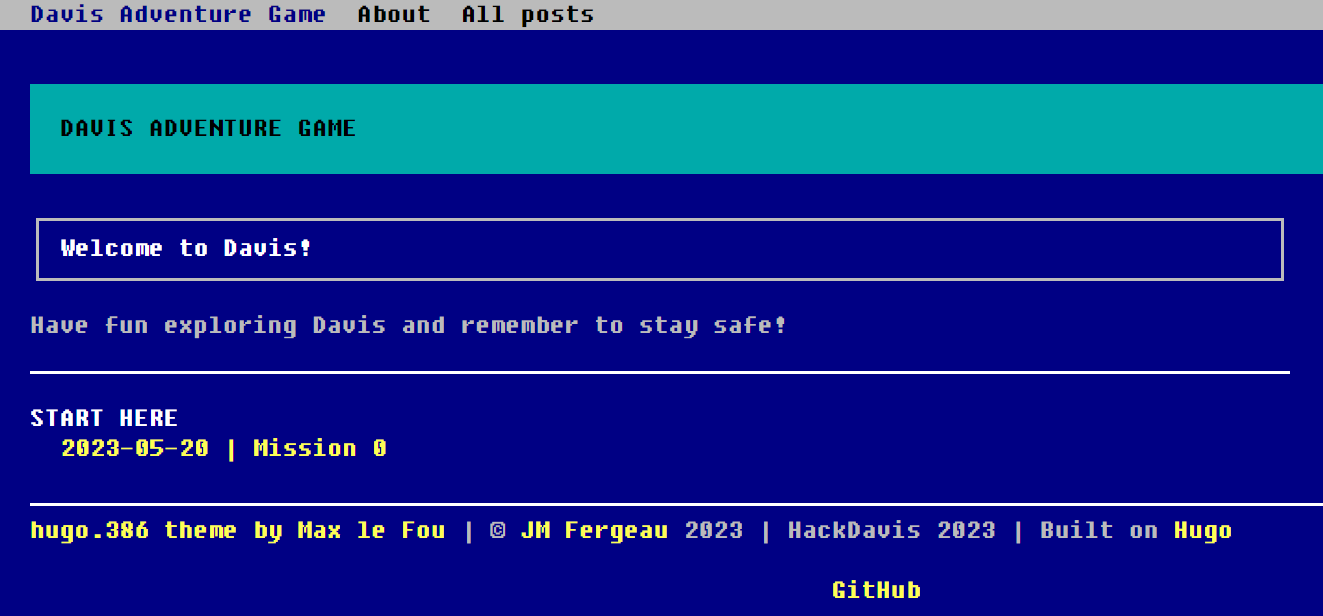 Davis Adventure Game About All posts
DAVIS ADVENTURE GAME
Welcome to Davis!
Have fun exploring Davis and remember to stay safe!
START HERE
2023-05-20 | Mission 0
hugo.386 theme by Max le Fou | © JM Fergeau 2023 | HackDavis 2023 | Built on Hugo
GitHub